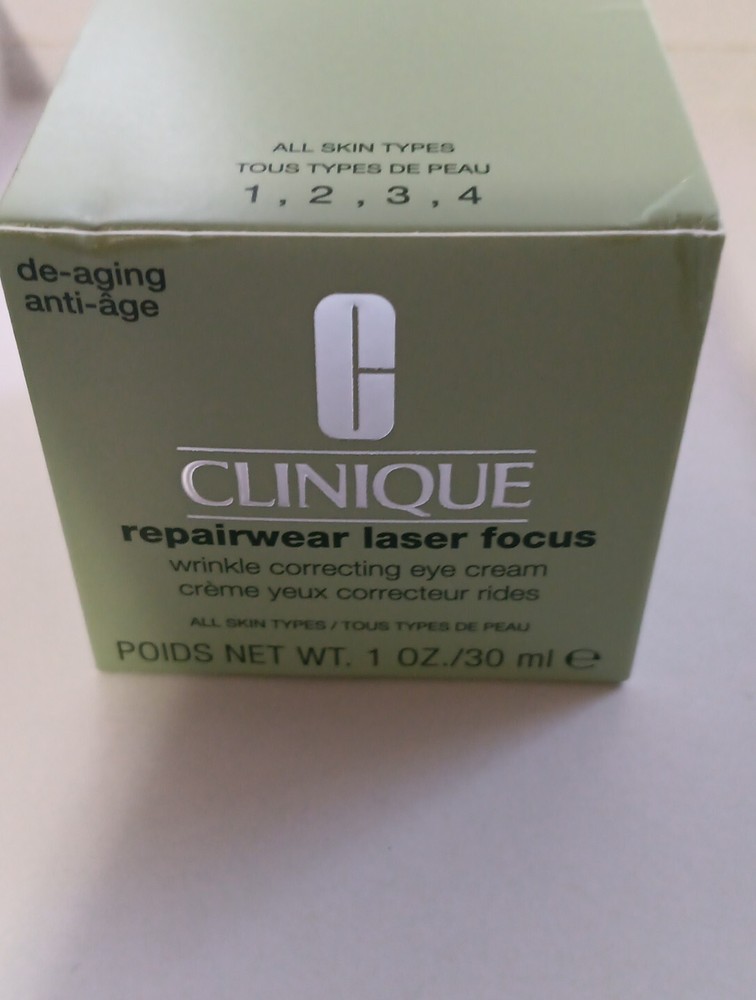 ALL SKIN TYPES
TOUS TYPES DE PEAU
1 , 2 , 3 , 4
de-aging
anti-âge
C
CLINIQUE
repairwear laser focus
wrinkle correcting eye cream
crème yeux correcteur rides
ALL SKIN TYPES / TOUS TYPES DE PEAU
POIDS NET WT. 1 OZ./30 ml ℮